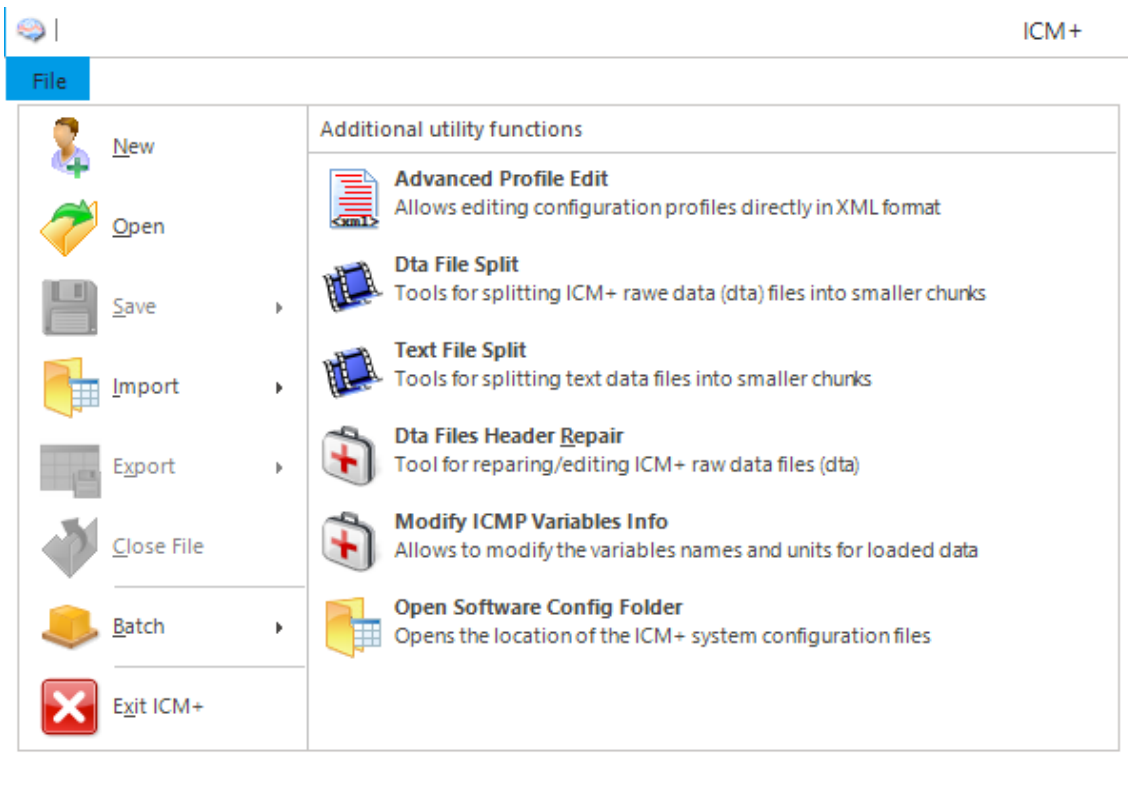 ICM+
File
New
Open
Save
Import
Export
Close File
Batch
Exit ICM+
Additional utility functions
Advanced Profile Edit
Allows editing configuration profiles directly in XML format
<xml>
Dta File Split
Tools for splitting ICM+ rawe data (dta) files into smaller chunks
Text File Split
Tools for splitting text data files into smaller chunks
Dta Files Header Repair
Tool for reparing/editing ICM+ raw data files (dta)
Modify ICMP Variables Info
Allows to modify the variables names and units for loaded data
Open Software Config Folder
Opens the location of the ICM+ system configuration files